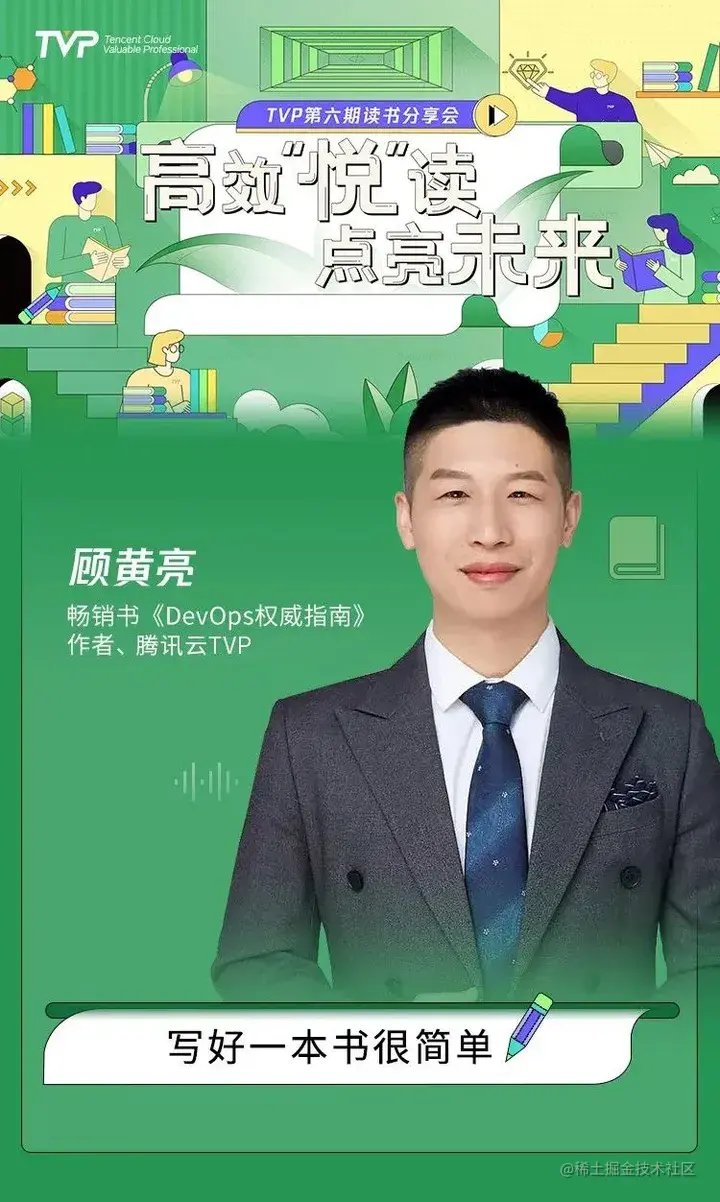 TVP Tencent Cloud
Valuable Professional
TVP第六期读书分享会
高效“悦“读
点亮未来
顾黄亮
畅销书《DevOps权威指南》
作者、腾讯云TVP
写好一本书很简单
@稀土掘金技术社区